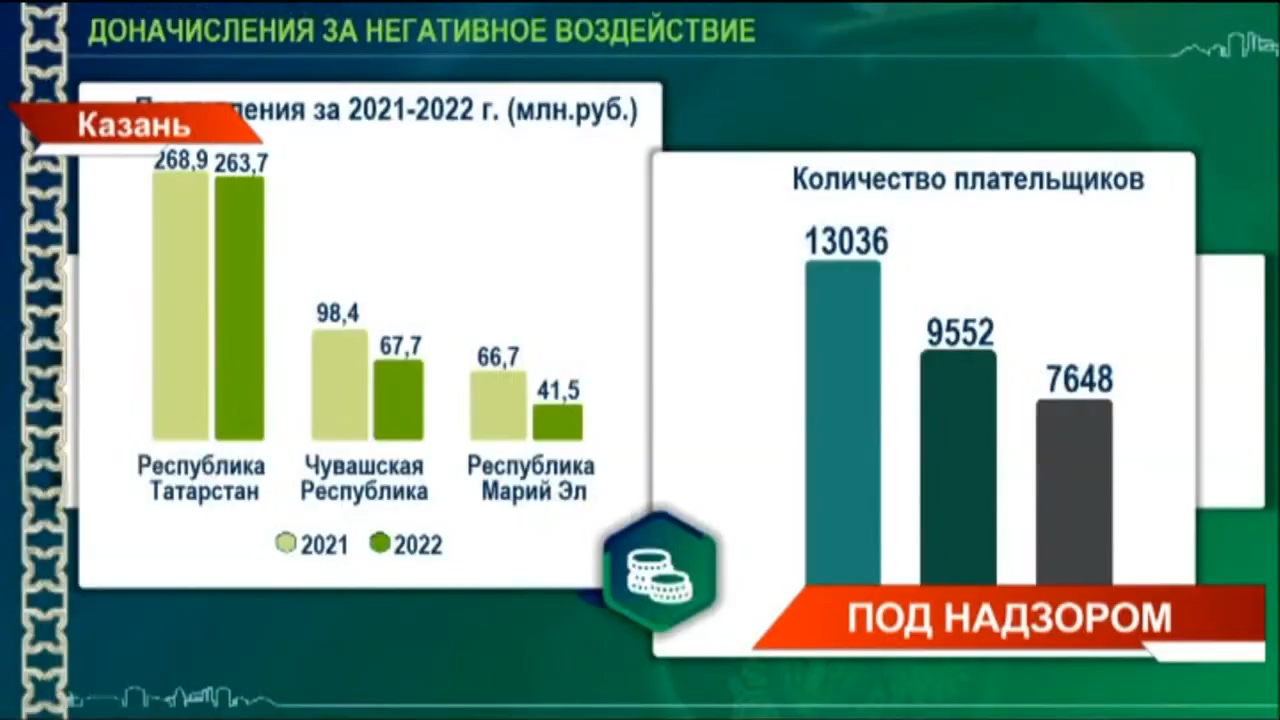 ДОНАЧИСЛЕНИЯ ЗА НЕГАТИВНОЕ ВОЗДЕЙСТВИЕ
за 2021-2022 г. (млн.руб.)
Казань
268,9 263,7
98,4
67,7
66,7
41,5
Республика Татарстан
Чувашская Республика
Республика Марий Эл
2021 2022
Количество плательщиков
13036
9552
7648
ПОД НАДЗОРОМ